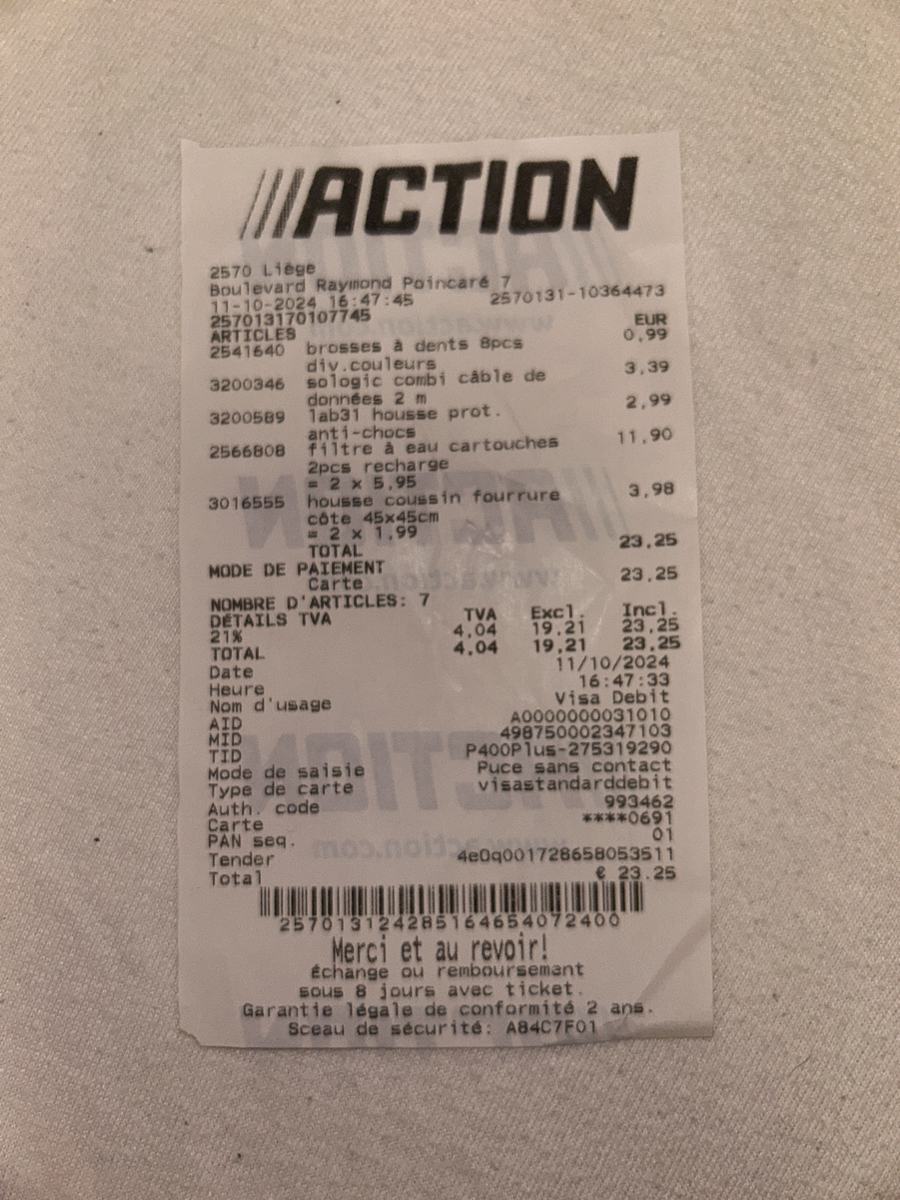 ACTION
2570 Liège
Boulevard Raymond Poincaré 7
11-10-2024 16:47:45 2570131-10364473
257013170107745 EUR
ARTICLES 0,99
2541640 brosses à dents 8pcs
div.couleurs 3,39
3200346 sologic combi câble de
données 2 m 2,99
3200589 lab31 housse prot.
anti-chocs 11,90
2566808 filtre à eau cartouches
2pcs recharge
= 2 x 5,95 3,98
3016555 housse coussin fourrure
côte 45x45cm
= 2 x 1,99
TOTAL 23,25
MODE DE PAIEMENT
Carte 23,25
NOMBRE D'ARTICLES: 7
DÉTAILS TVA TVA Excl. Incl.
21% 4,04 19,21 23,25
TOTAL 4,04 19,21 23,25
Date 11/10/2024
Heure 16:47:33
Nom d'usage Visa Debit
AID A0000000031010
MID 498750002347103
TID P400Plus-275319290
Mode de saisie Puce sans contact
Type de carte visastandarddebit
Auth. code 993462
Carte ****0691
PAN seq. 01
Tender 4e0q001728658053511
Total € 23.25
257013124285164654072400
Merci et au revoir!
Échange ou remboursement
sous 8 jours avec ticket.
Garantie légale de conformité 2 ans.
Sceau de sécurité: A84C7F01